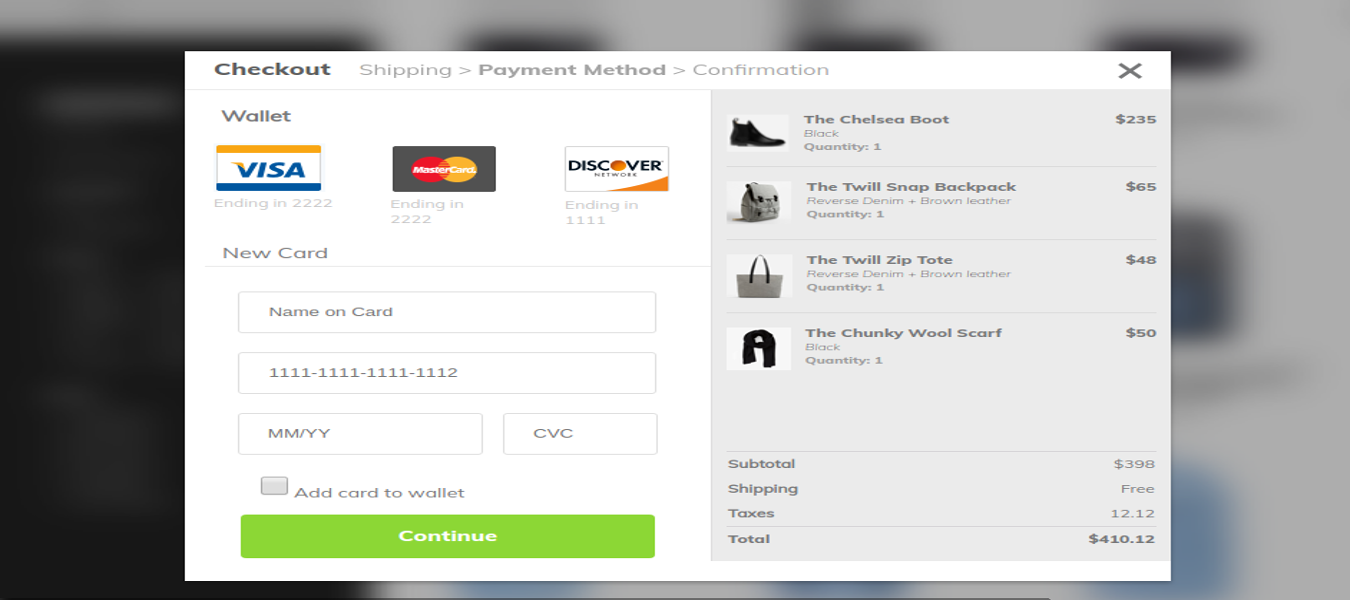 Checkout Shipping > Payment Method > Confirmation
Wallet
VISA
MasterCard
DISCOVER
NETWORK
Ending in 2222
Ending in
2222
Ending in
1111
New Card
Name on Card
1111-1111-1111-1112
MM/YY CVC
Add card to wallet
Continue
The Chelsea Boot $235
Black
Quantity: 1
The Twill Snap Backpack $65
Reverse Denim + Brown leather
Quantity: 1
The Twill Zip Tote $48
Reverse Denim + Brown leather
Quantity: 1
The Chunky Wool Scarf $50
Black
Quantity: 1
Subtotal $398
Shipping Free
Taxes 12.12
Total $410.12